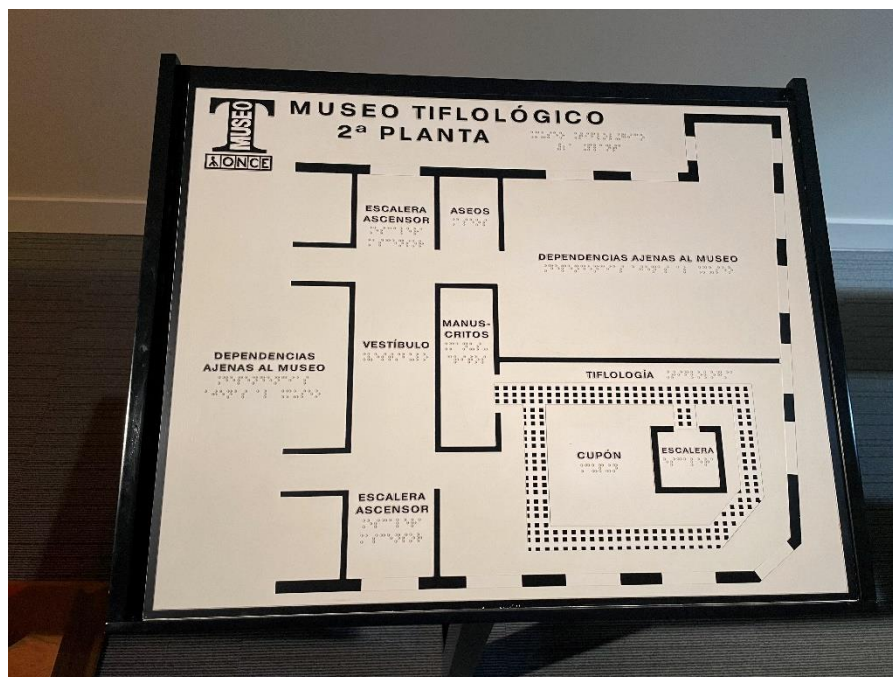 MUSEO TIFLOLÓGICO
2ª PLANTA
T
MUSEO
ONCE
ESCALERA
ASCENSOR
ASEOS
DEPENDENCIAS AJENAS AL MUSEO
MANUS-
CRITOS
VESTÍBULO
DEPENDENCIAS
AJENAS AL MUSEO
TIFLOLOGÍA
CUPÓN
ESCALERA
ESCALERA
ASCENSOR